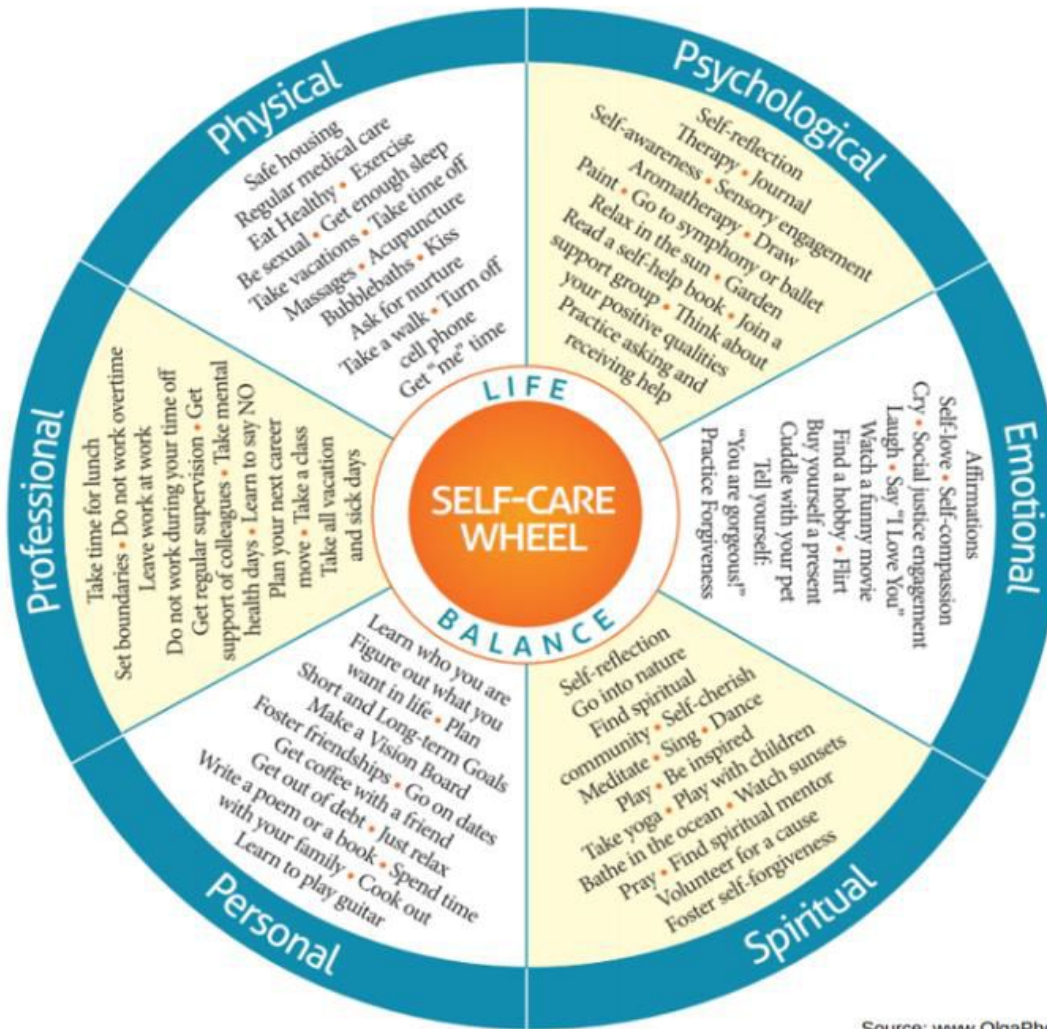 Physical
Safe housing
Regular medical care
Eat Healthy • Exercise
Be sexual • Get enough sleep
Take vacations • Take time off
Massages • Acupuncture
Bubblebaths • Kiss
Ask for nurture
Take a walk • Turn off
cell phone
Get "me" time
Psychological
Self-reflection
Therapy • Journal
Self-awareness • Sensory engagement
Aromatherapy • Draw
Paint • Go to symphony or ballet
Relax in the sun • Garden
Read a self-help book • Join a
support group • Think about
your positive qualities
Practice asking and
receiving help
Emotional
Affirmations
Self-love • Self-compassion
Cry • Social justice engagement
Laugh • Say "I Love You"
Watch a funny movie
Find a hobby • Flirt
Buy yourself a present
Cuddle with your pet
Tell yourself:
"You are gorgeous!"
Practice Forgiveness
Spiritual
Self-reflection
Go into nature
Find spiritual
community • Self-cherish
Meditate • Sing • Dance
Play • Be inspired
Take yoga • Play with children
Bathe in the ocean • Watch sunsets
Pray • Find spiritual mentor
Volunteer for a cause
Foster self-forgiveness
Personal
Learn who you are
Figure out what you
want in life • Plan
Short and Long-term Goals
Make a Vision Board
Foster friendships • Go on dates
Get coffee with a friend
Get out of debt • Just relax
Write a poem or a book • Spend time
with your family • Cook out
Learn to play guitar
Professional
Take time for lunch
Set boundaries • Do not work overtime
Leave work at work
Do not work during your time off
Get regular supervision • Get
support of colleagues • Take mental
health days • Learn to say NO
Plan your next career
move • Take a class
Take all vacation
and sick days
LIFE
SELF-CARE
WHEEL
BALANCE
Source: